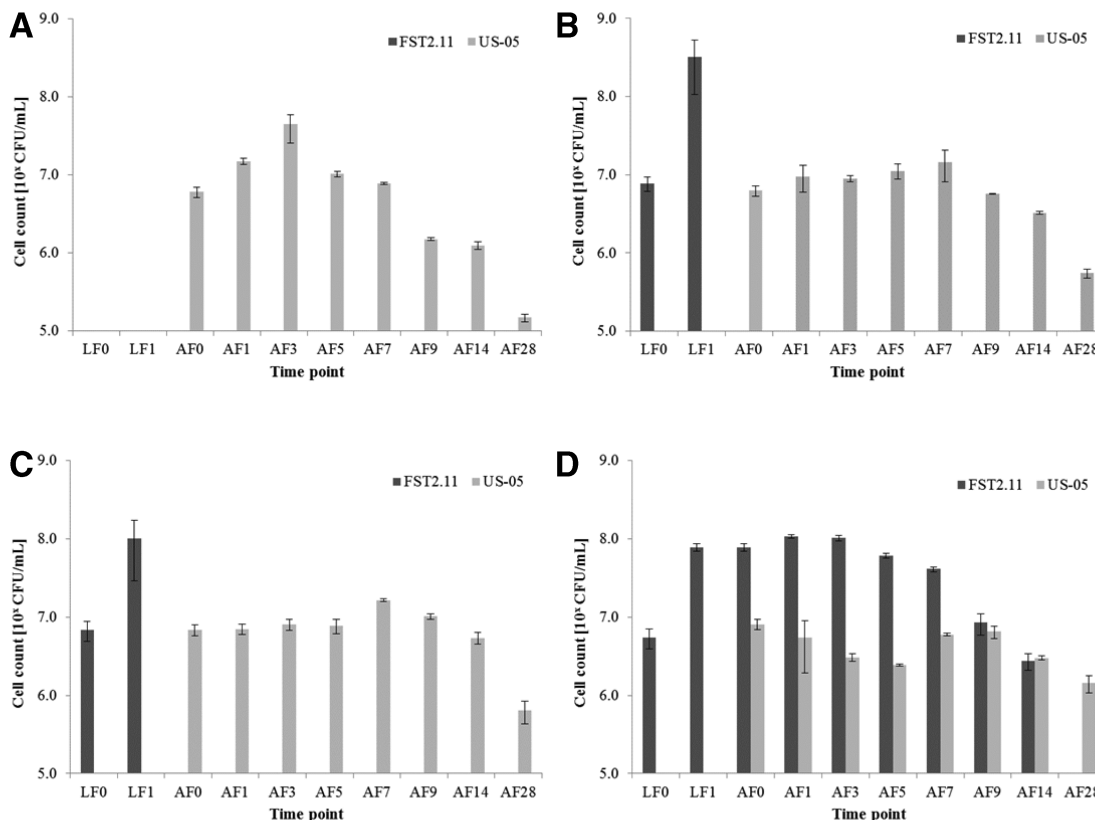 A
FST2.11 US-05
9.0
8.0
7.0
6.0
5.0
Cell count [10ˣ CFU/mL]
LF0 LF1 AF0 AF1 AF3 AF5 AF7 AF9 AF14 AF28
Time point
B
FST2.11 US-05
9.0
8.0
7.0
6.0
5.0
Cell count [10ˣ CFU/mL]
LF0 LF1 AF0 AF1 AF3 AF5 AF7 AF9 AF14 AF28
Time point
C
FST2.11 US-05
9.0
8.0
7.0
6.0
5.0
Cell count [10ˣ CFU/mL]
LF0 LF1 AF0 AF1 AF3 AF5 AF7 AF9 AF14 AF28
Time point
D
FST2.11 US-05
9.0
8.0
7.0
6.0
5.0
Cell count [10ˣ CFU/mL]
LF0 LF1 AF0 AF1 AF3 AF5 AF7 AF9 AF14 AF28
Time point